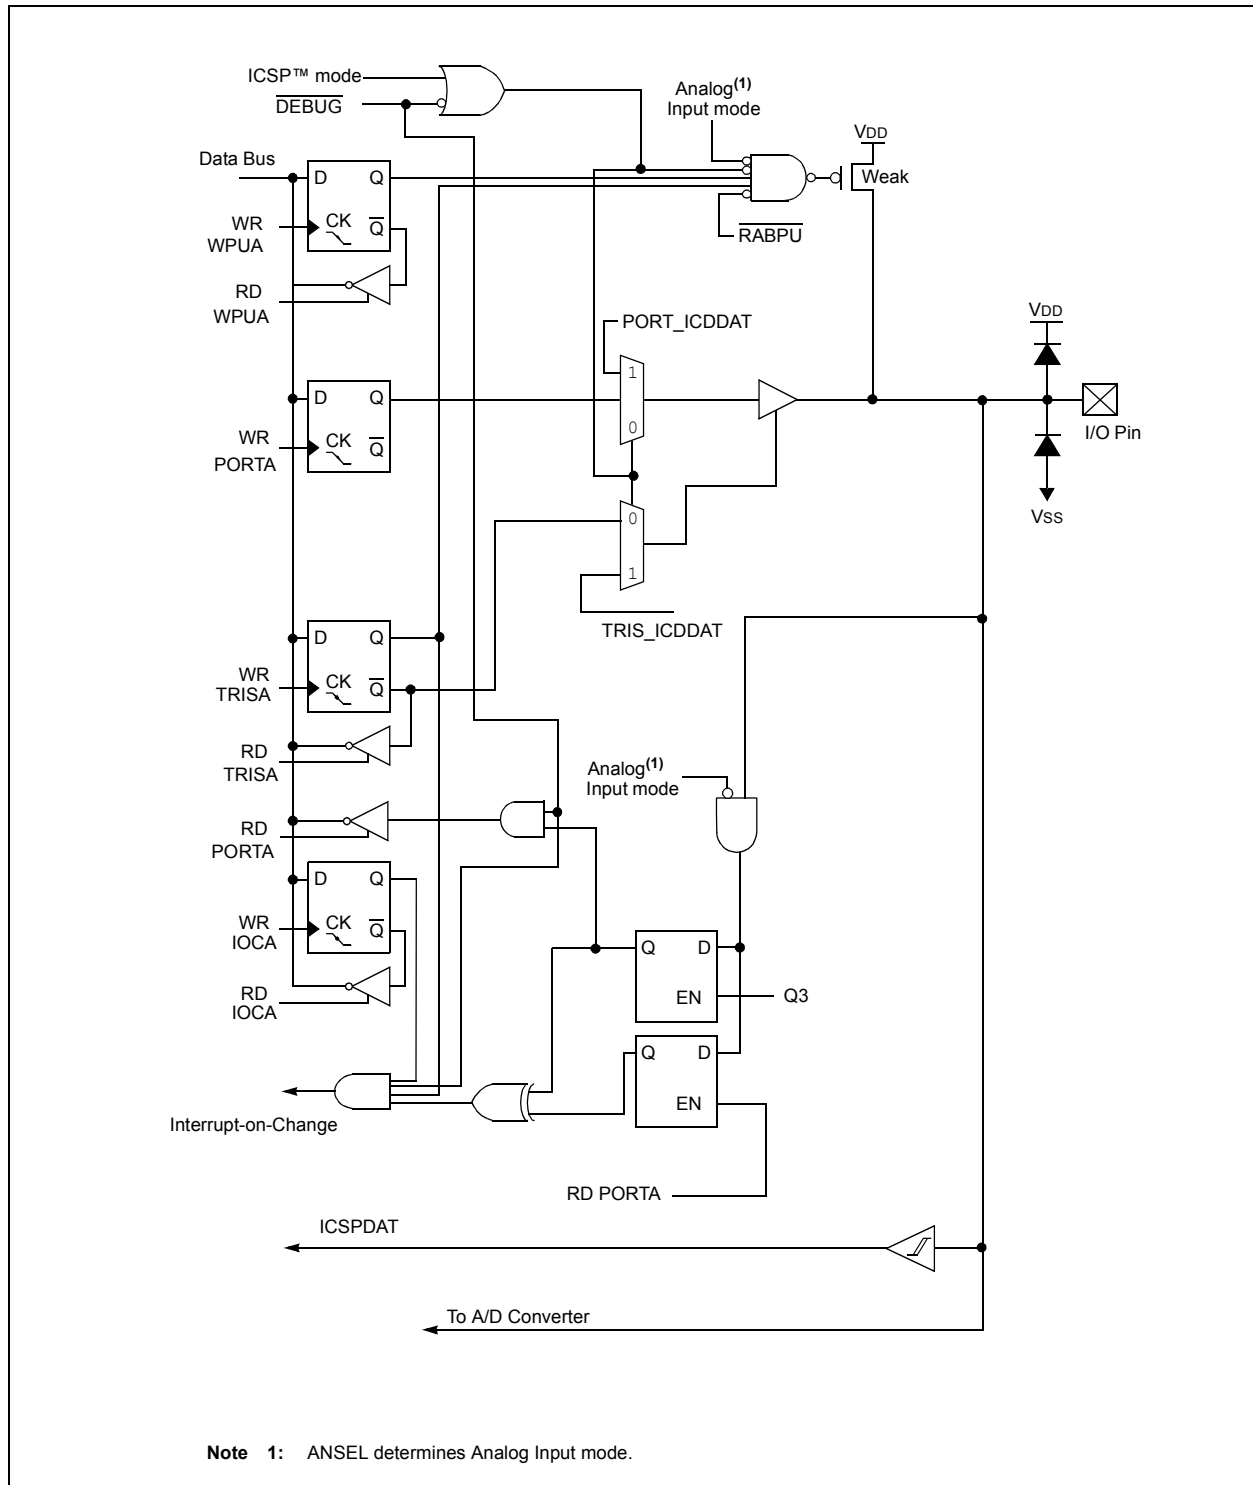 ICSP™ mode
DEBUG
Analog(1)
Input mode
VDD
Data Bus
D Q
Weak
WR
WPUA
CK Q
RABPU
RD
WPUA
PORT_ICDDAT
VDD
1
D Q
0
WR
PORTA
CK Q
I/O Pin
0
VSS
1
TRIS_ICDDAT
D Q
WR
TRISA
CK Q
RD
TRISA
Analog(1)
Input mode
RD
PORTA
D Q
WR
IOCA
CK Q
Q D
EN
Q3
RD
IOCA
Q D
EN
Interrupt-on-Change
RD PORTA
ICSPDAT
To A/D Converter
Note 1: ANSEL determines Analog Input mode.